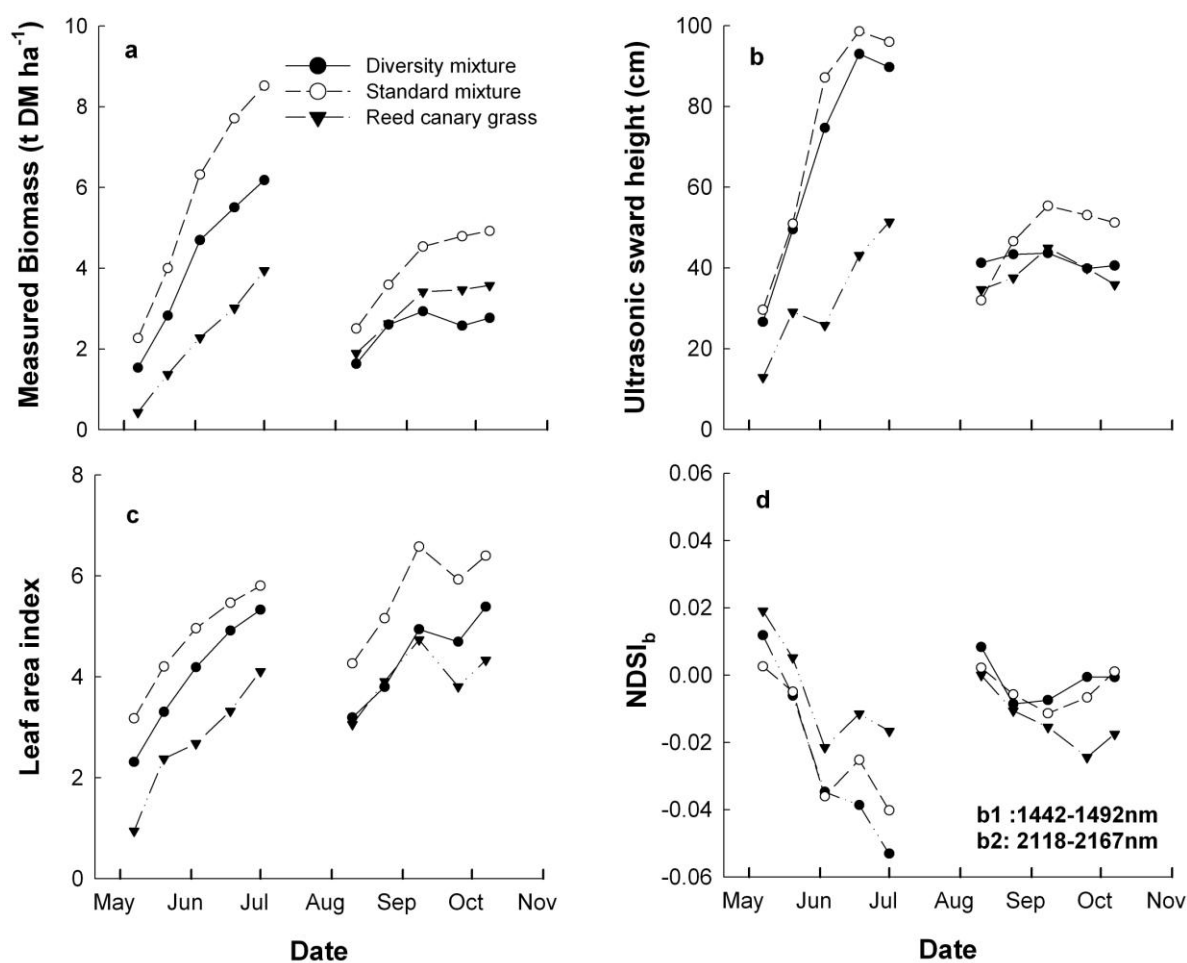 a
Measured Biomass (t DM ha⁻¹)
10
8
6
4
2
0
Diversity mixture
Standard mixture
Reed canary grass
b
Ultrasonic sward height (cm)
100
80
60
40
20
0
c
Leaf area index
8
6
4
2
0
May Jun Jul Aug Sep Oct Nov
Date
d
NDSI_b
0.06
0.04
0.02
0.00
-0.02
-0.04
-0.06
b1 :1442-1492nm
b2: 2118-2167nm
May Jun Jul Aug Sep Oct Nov
Date